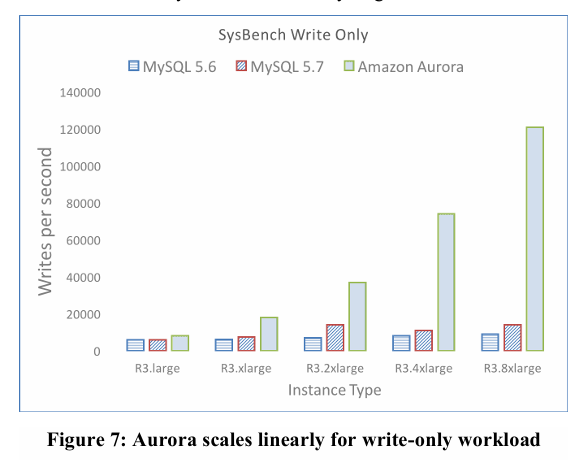 SysBench Write Only
MySQL 5.6 MySQL 5.7 Amazon Aurora
140000
120000
100000
80000
60000
40000
20000
0
Writes per second
R3.large R3.xlarge R3.2xlarge R3.4xlarge R3.8xlarge
Instance Type
Figure 7: Aurora scales linearly for write-only workload